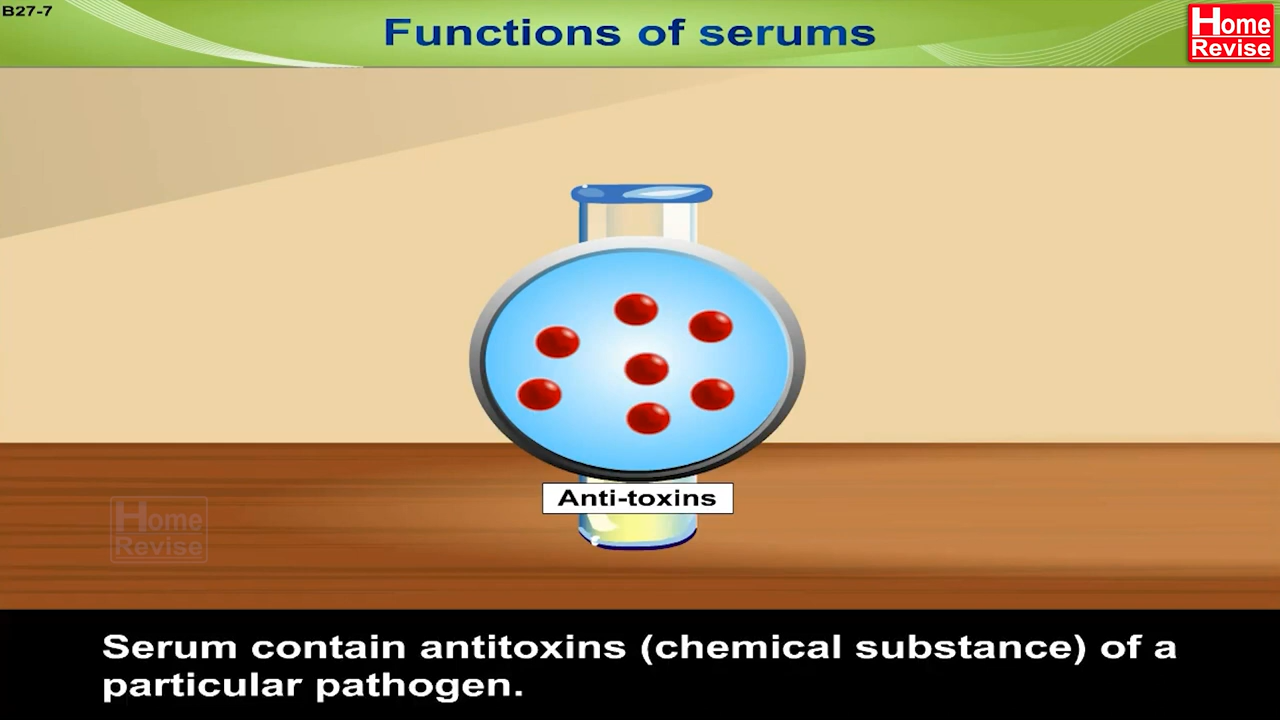 B27-7
Functions of serums
Home
Revise
Anti-toxins
Home
Revise
Serum contain antitoxins (chemical substance) of a
particular pathogen.